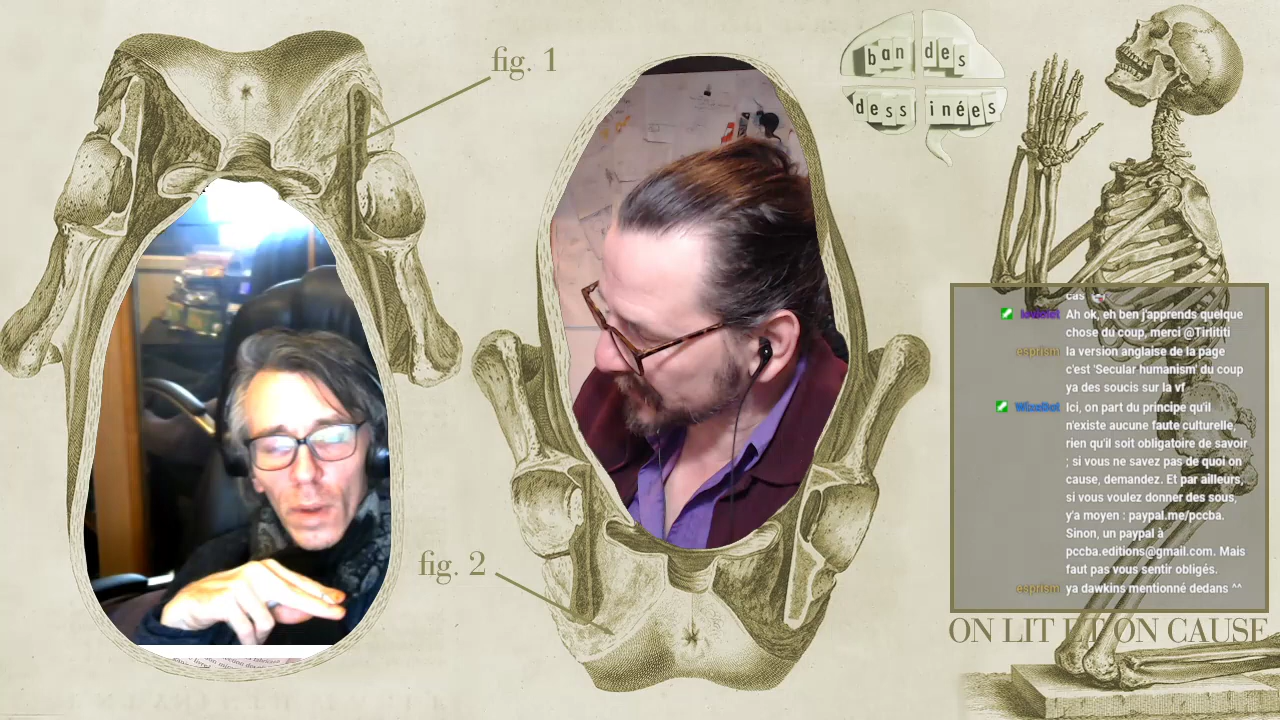 fig. 1
ban des
dess inées
fig. 2
cas
Ah ok, eh ben j'apprends quelque
chose du coup, merci @Tirlititi
esprism la version anglaise de la page
c'est 'Secular humanism' du coup
ya des soucis sur la vf
WizeBot Ici, on part du principe qu'il
n'existe aucune faute culturelle,
rien qu'il soit obligatoire de savoir
; si vous ne savez pas de quoi on
cause, demandez. Et par ailleurs,
si vous voulez donner des sous,
y'a moyen : paypal.me/pccba.
Sinon, un paypal à
pccba.editions@gmail.com. Mais
faut pas vous sentir obligés.
esprism ya dawkins mentionné dedans ^^
ON LIT ET ON CAUSE